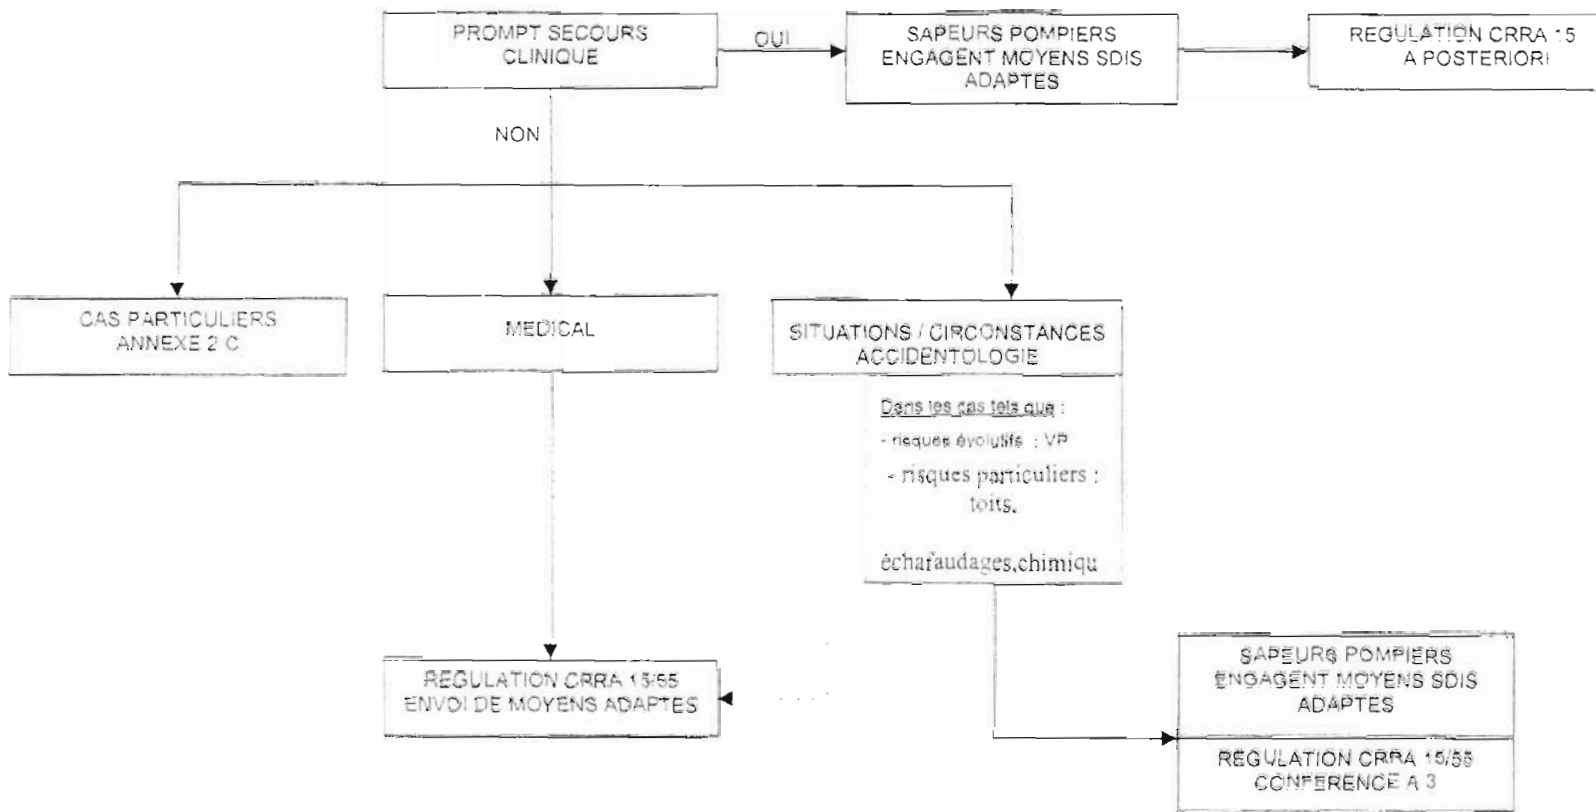 PROMPT SECOURS
CLINIQUE
OUI
SAPEURS POMPIERS
ENGAGENT MOYENS SDIS
ADAPTES
REGULATION CRRA 15
A POSTERIORI
NON
CAS PARTICULIERS
ANNEXE 2 C
MEDICAL
SITUATIONS / CIRCONSTANCES
ACCIDENTOLOGIE
Dans les cas tels que :
- risques évolutifs : VP
- risques particuliers :
toits,
échafaudages,chimiqu
REGULATION CRRA 15/55
ENVOI DE MOYENS ADAPTES
SAPEURS POMPIERS
ENGAGENT MOYENS SDIS
ADAPTES
REGULATION CRRA 15/55
CONFERENCE A 3